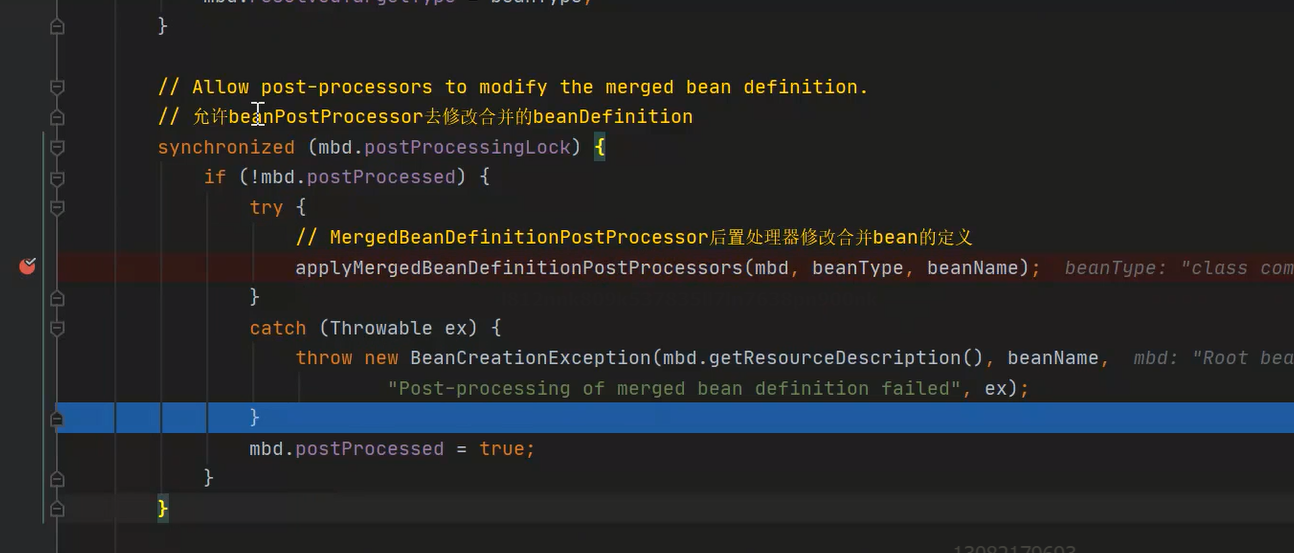 }
// Allow post-processors to modify the merged bean definition.
// 允许beanPostProcessor去修改合并的beanDefinition
synchronized (mbd.postProcessingLock) {
if (!mbd.postProcessed) {
try {
// MergedBeanDefinitionPostProcessor后置处理器修改合并bean的定义
applyMergedBeanDefinitionPostProcessors(mbd, beanType, beanName); beanType: "class com
}
catch (Throwable ex) {
throw new BeanCreationException(mbd.getResourceDescription(), beanName, mbd: "Root bea
"Post-processing of merged bean definition failed", ex);
}
mbd.postProcessed = true;
}
}